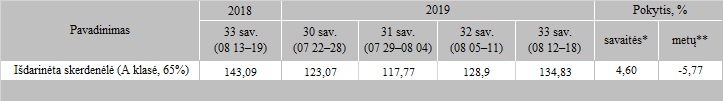 Pavadinimas 2018 2019 Pokytis, %
33 sav. (08 13–19) 30 sav. (07 22–28) 31 sav. (07 29–08 04) 32 sav. (08 05–11) 33 sav. (08 12–18) savaitės* metų**
Išdarinėta skerdenėlė (A klasė, 65%) 143,09 123,07 117,77 128,9 134,83 4,60 -5,77